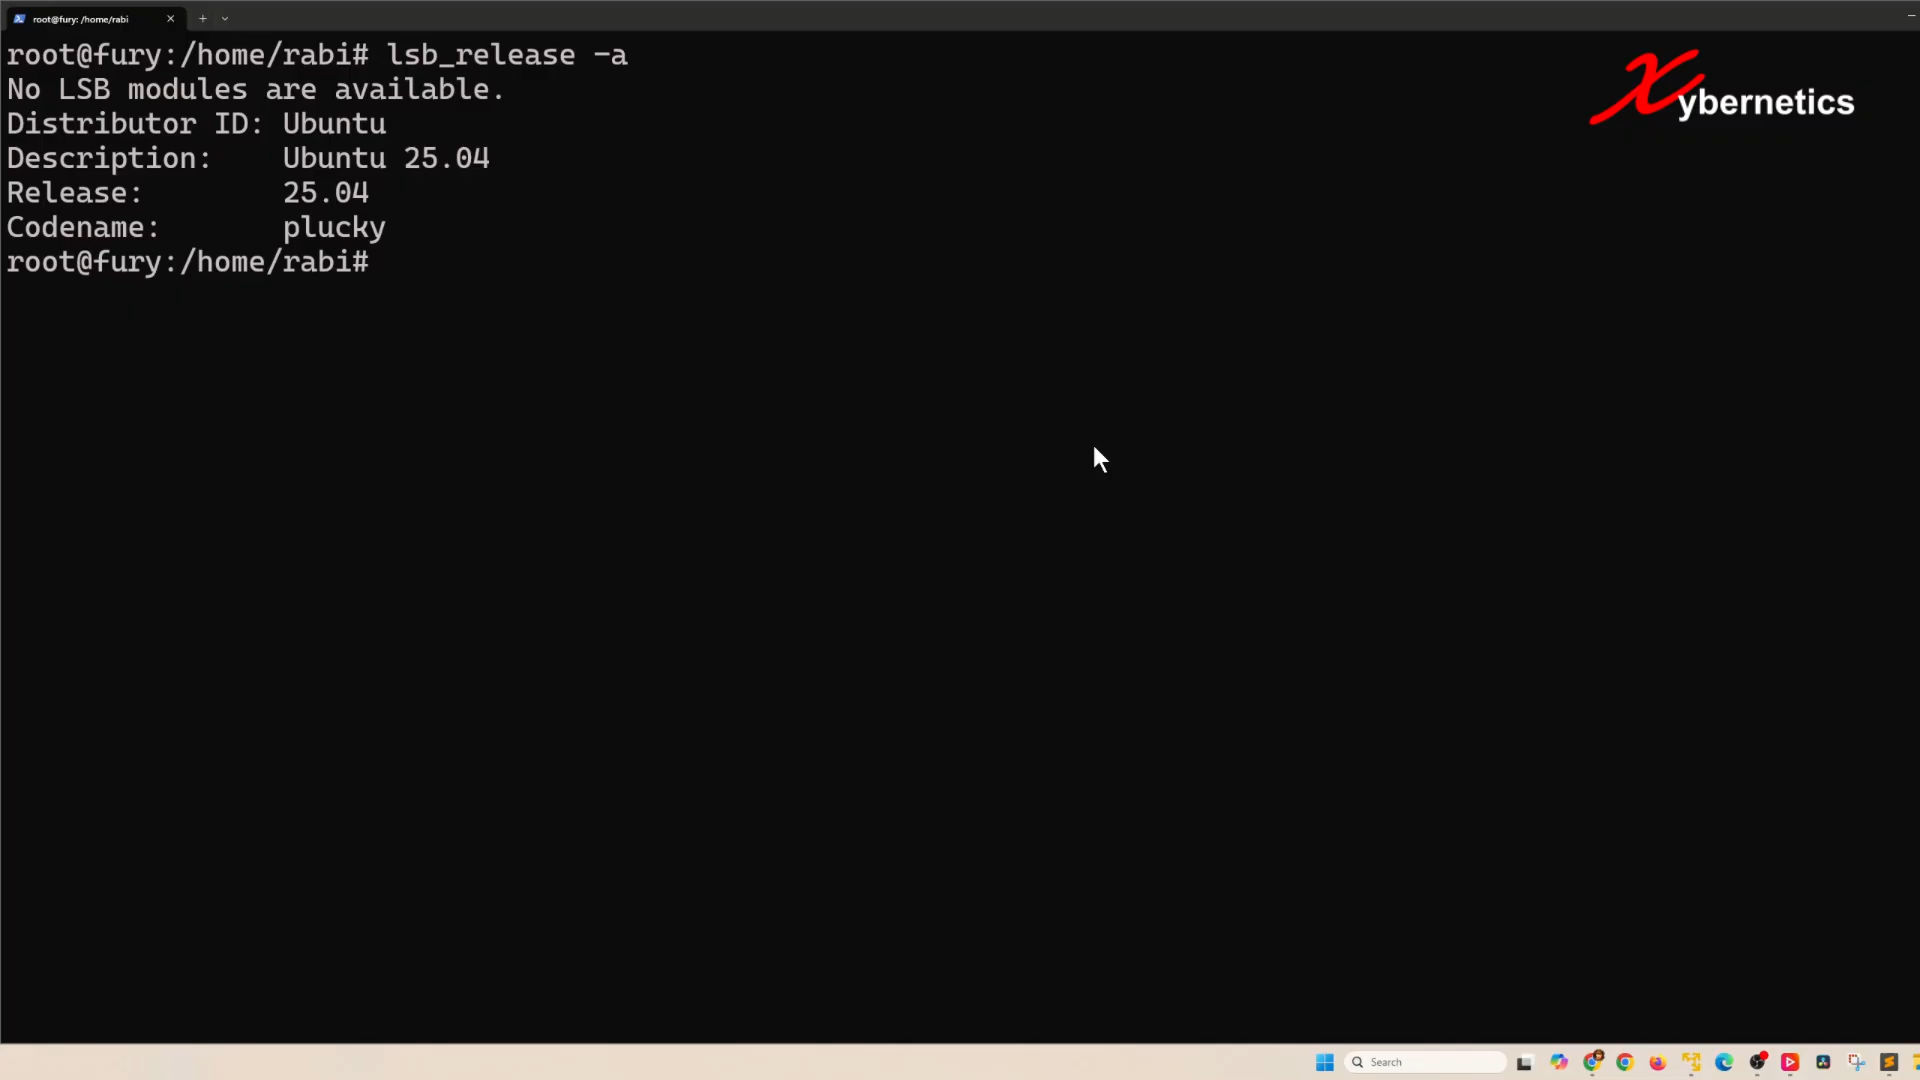 root@fury: /home/rabi
root@fury:/home/rabi# lsb_release -a
No LSB modules are available.
Distributor ID: Ubuntu
Description:    Ubuntu 25.04
Release:        25.04
Codename:       plucky
root@fury:/home/rabi#
Xybernetics
Search